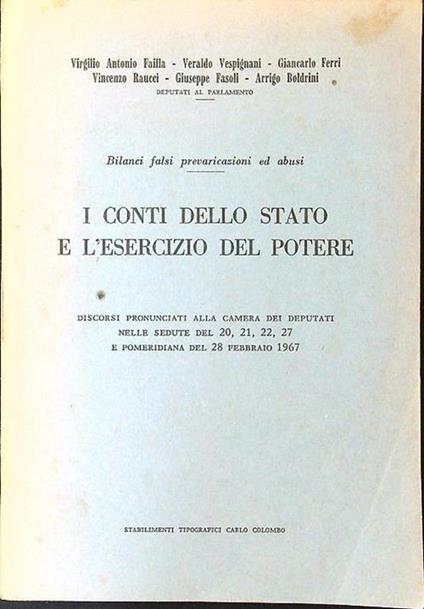 Virgilio Antonio Failla - Veraldo Vespignani - Giancarlo Ferri
Vincenzo Raucci - Giuseppe Fasoli - Arrigo Boldrini
DEPUTATI AL PARLAMENTO
Bilanci falsi prevaricazioni ed abusi
I CONTI DELLO STATO
E L'ESERCIZIO DEL POTERE
DISCORSI PRONUNCIATI ALLA CAMERA DEI DEPUTATI
NELLE SEDUTE DEL 20, 21, 22, 27
E POMERIDIANA DEL 28 FEBBRAIO 1967
STABILIMENTI TIPOGRAFICI CARLO COLOMBO